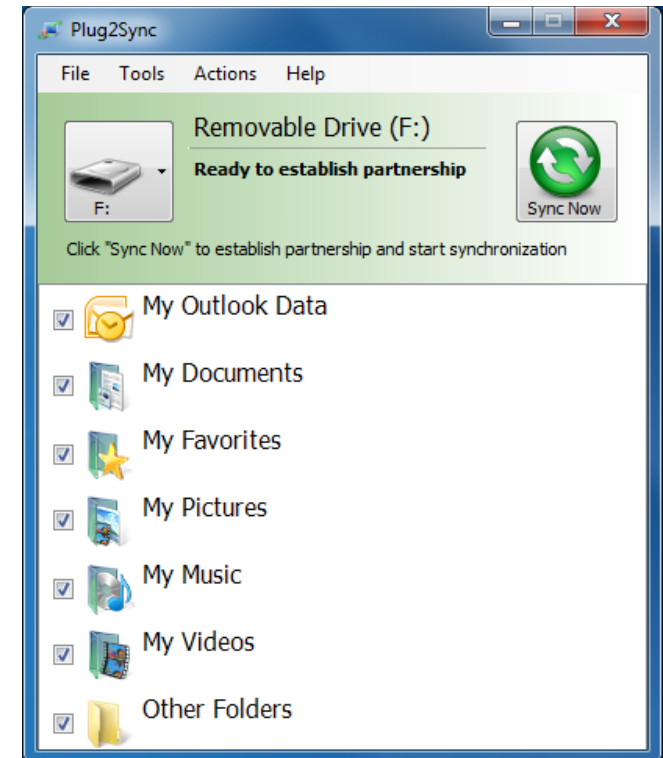 Plug2Sync
File Tools Actions Help
Removable Drive (F:)
Ready to establish partnership
F:
Sync Now
Click "Sync Now" to establish partnership and start synchronization
My Outlook Data
My Documents
My Favorites
My Pictures
My Music
My Videos
Other Folders